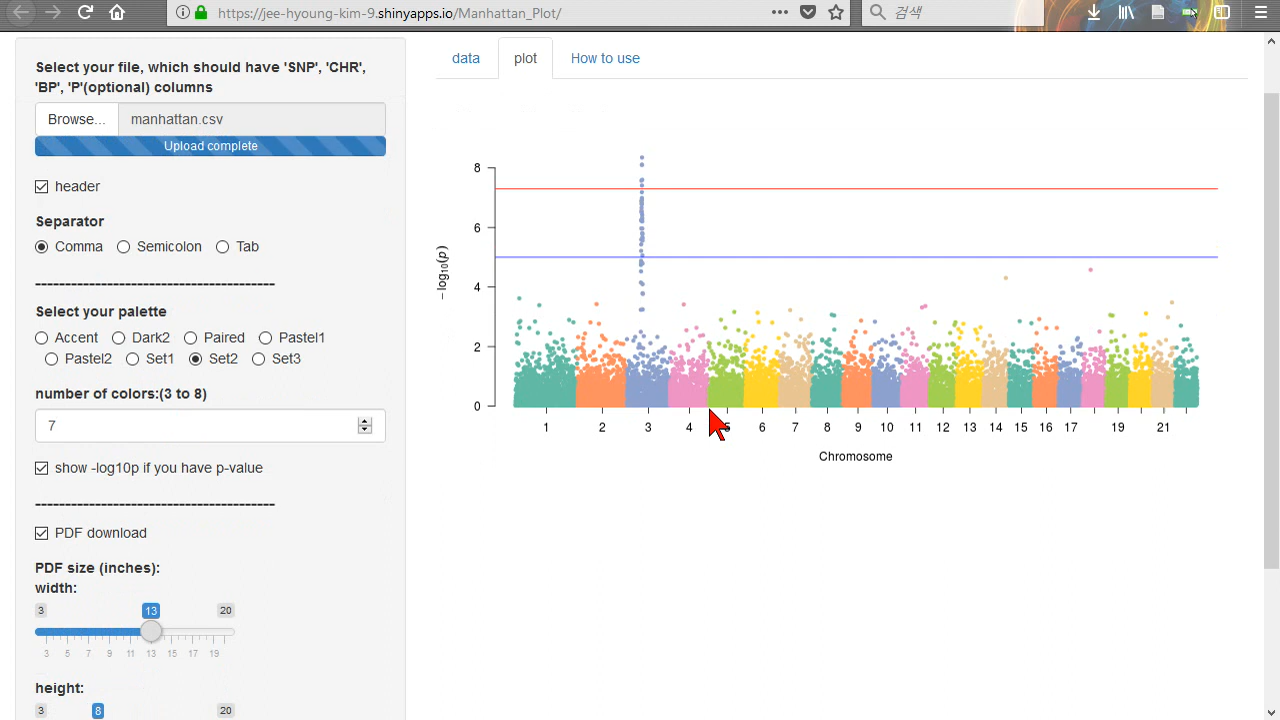 https://jee-hyoung-kim-9.shinyapps.io/Manhattan_Plot/
검색
Select your file, which should have 'SNP', 'CHR',
'BP', 'P'(optional) columns
Browse... manhattan.csv
Upload complete
header
Separator
Comma Semicolon Tab
----------------------------------------
Select your palette
Accent Dark2 Paired Pastel1
Pastel2 Set1 Set2 Set3
number of colors:(3 to 8)
7
show -log10p if you have p-value
----------------------------------------
PDF download
PDF size (inches):
width:
3 13 20
3 5 7 9 11 13 15 17 19
height:
3 8 20
data plot How to use
8
6
4
2
0
− log10(p)
1 2 3 4 5 6 7 8 9 10 11 12 13 14 15 16 17 19 21
Chromosome